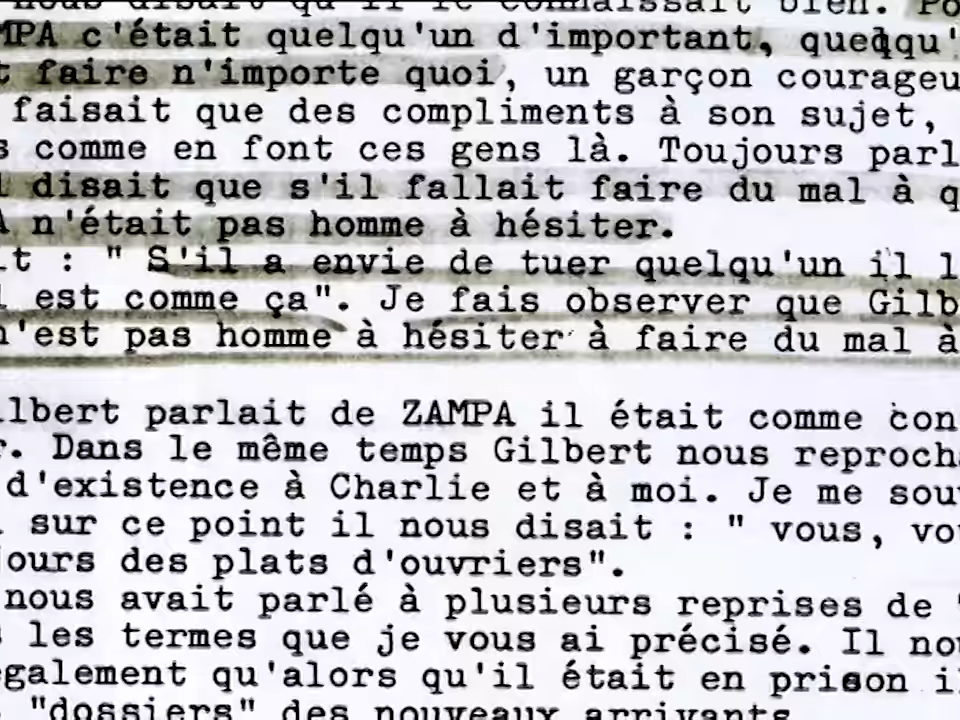 nous disait qu'il le connaissait bien. Po
MPA c'était quelqu'un d'important, quelqu'
t faire n'importe quoi, un garçon courageu
faisait que des compliments à son sujet,
s comme en font ces gens là. Toujours parl
l disait que s'il fallait faire du mal à q
A n'était pas homme à hésiter.
it : " S'il a envie de tuer quelqu'un il l
l est comme ça". Je fais observer que Gilb
n'est pas homme à hésiter à faire du mal à
ilbert parlait de ZAMPA il était comme con
r. Dans le même temps Gilbert nous reprocha
d'existence à Charlie et à moi. Je me souv
sur ce point il nous disait : " vous, vo
jours des plats d'ouvriers".
nous avait parlé à plusieurs reprises de "
s les termes que je vous ai précisé. Il nou
également qu'alors qu'il était en prison il
"dossiers" des nouveaux arrivants